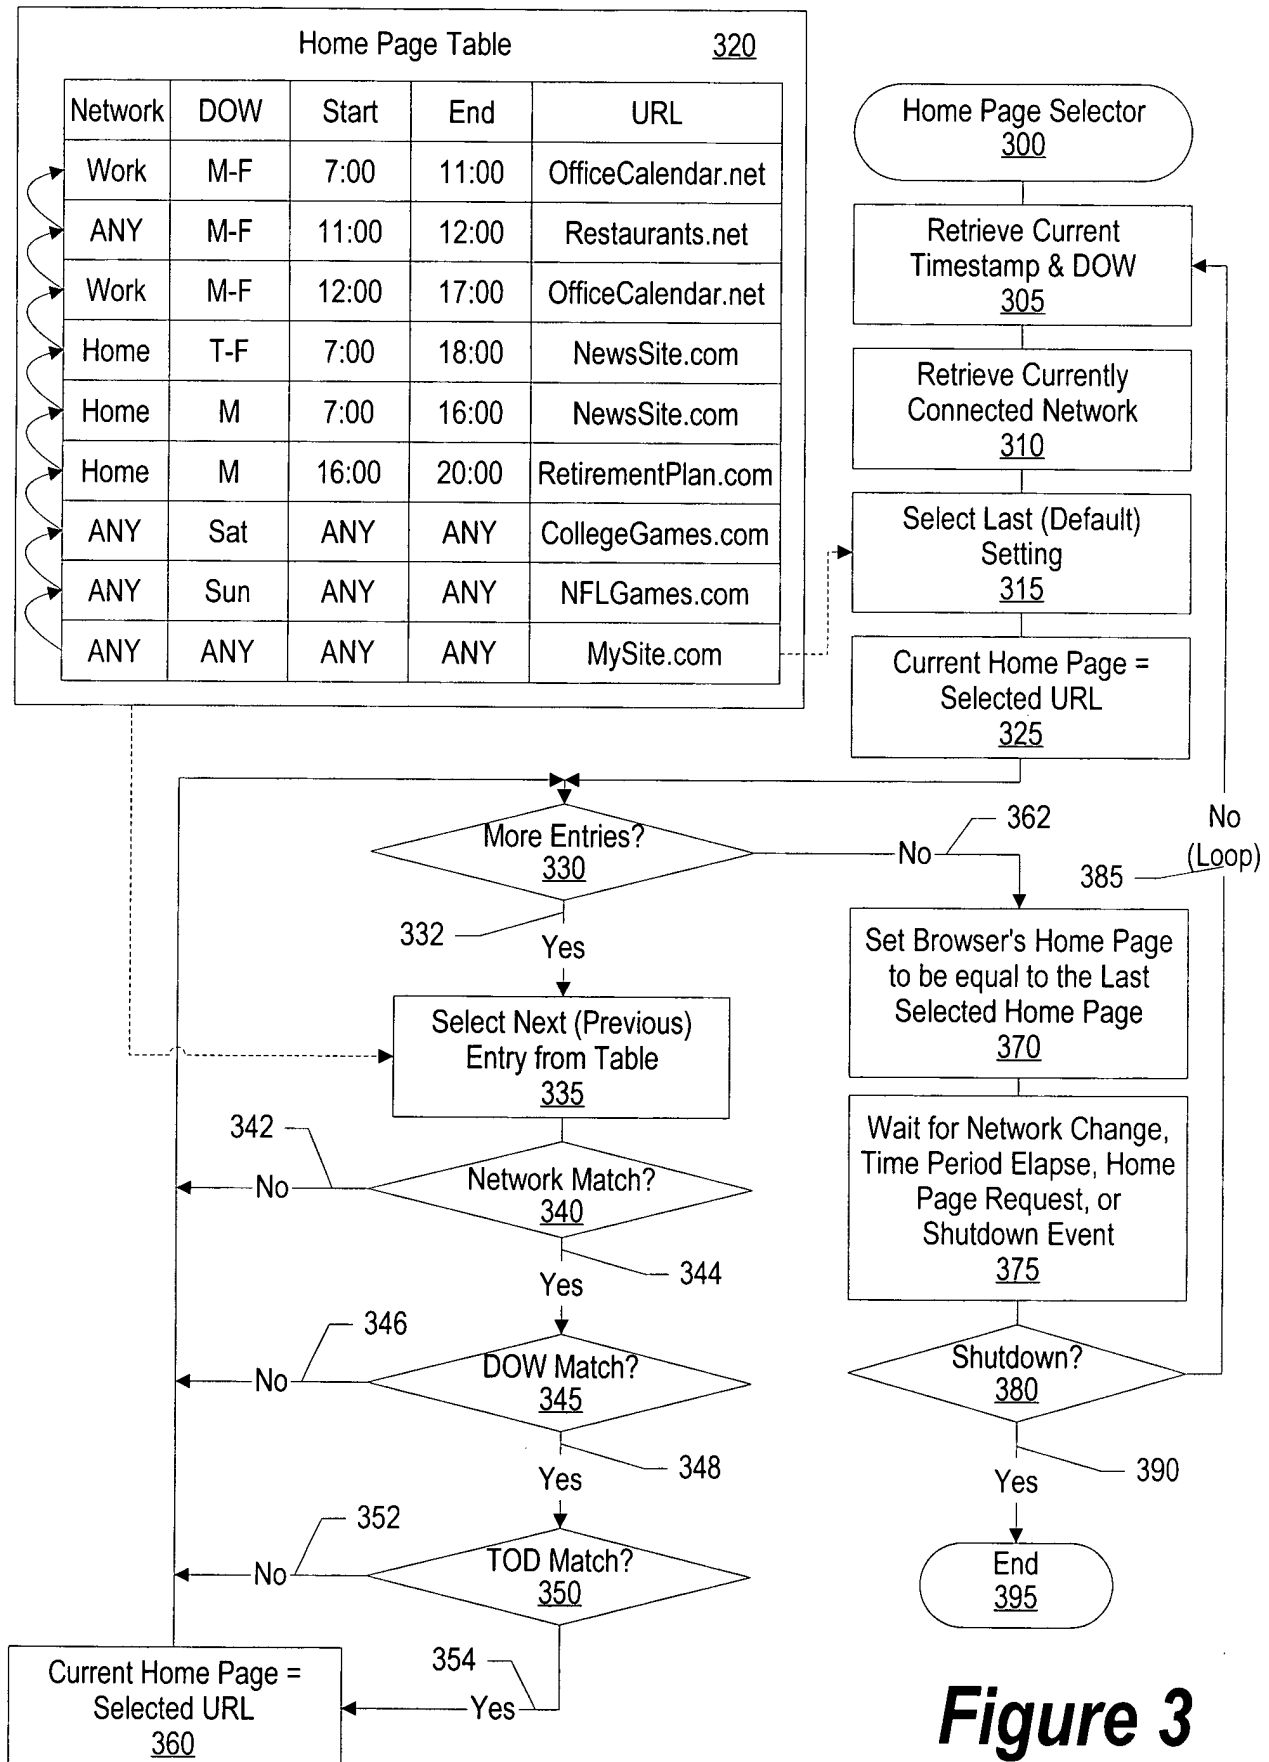 Home Page Table 320
Network DOW Start End URL
Work M-F 7:00 11:00 OfficeCalendar.net
ANY M-F 11:00 12:00 Restaurants.net
Work M-F 12:00 17:00 OfficeCalendar.net
Home T-F 7:00 18:00 NewsSite.com
Home M 7:00 16:00 NewsSite.com
Home M 16:00 20:00 RetirementPlan.com
ANY Sat ANY ANY CollegeGames.com
ANY Sun ANY ANY NFLGames.com
ANY ANY ANY ANY MySite.com
Home Page Selector
300
Retrieve Current
Timestamp & DOW
305
Retrieve Currently
Connected Network
310
Select Last (Default)
Setting
315
Current Home Page =
Selected URL
325
More Entries?
330
No
362
332
Yes
Select Next (Previous)
Entry from Table
335
342
No
Network Match?
340
344
Yes
346
No
DOW Match?
345
348
Yes
352
No
TOD Match?
350
354
Yes
Current Home Page =
Selected URL
360
Set Browser's Home Page
to be equal to the Last
Selected Home Page
370
Wait for Network Change,
Time Period Elapse, Home
Page Request, or
Shutdown Event
375
Shutdown?
380
No
(Loop)
385
390
Yes
End
395
Figure 3